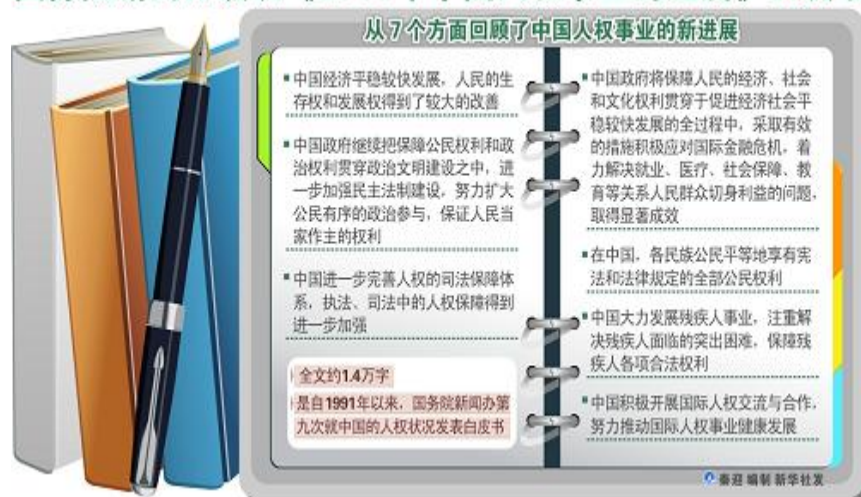 从7个方面回顾了中国人权事业的新进展
中国经济平稳较快发展，人民的生
存权和发展权得到了较大的改善
中国政府继续把保障公民权利和政
治权利贯穿政治文明建设之中，进
一步加强民主法制建设，努力扩大
公民有序的政治参与，保证人民当
家作主的权利
中国进一步完善人权的司法保障体
系，执法、司法中的人权保障得到
进一步加强
全文约1.4万字
是自1991年以来，国务院新闻办第
九次就中国的人权状况发表白皮书
中国政府将保障人民的经济、社会
和文化权利贯穿于促进经济社会平
稳较快发展的全过程中，采取有效
的措施积极应对国际金融危机，着
力解决就业、医疗、社会保障、教
育等关系人民群众切身利益的问题，
取得显著成效
在中国，各民族公民平等地享有宪
法和法律规定的全部公民权利
中国大力发展残疾人事业，注重解
决残疾人面临的突出困难，保障残
疾人各项合法权利
中国积极开展国际人权交流与合作，
努力推动国际人权事业健康发展
秦迎 编制 新华社发